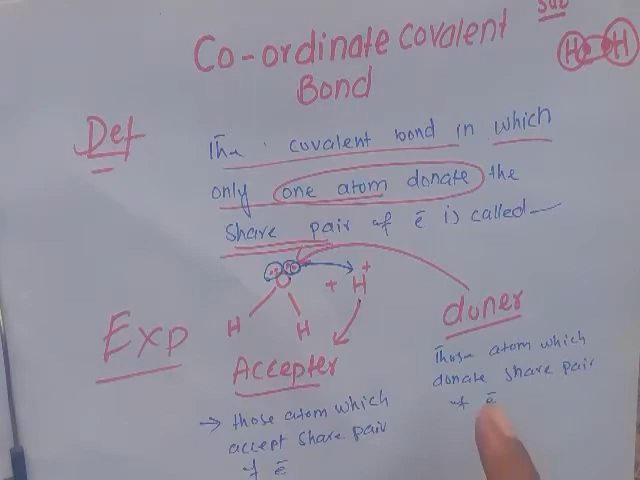 Sub
Co-ordinate Covalent
Bond
H H
Def
The covalent bond in which
only one atom donate the
share pair of ē is called
+ H+
H H
Exp
Accepter
→ those atom which
accept share pair
of ē
doner
Those atom which
donate share pair
of ē